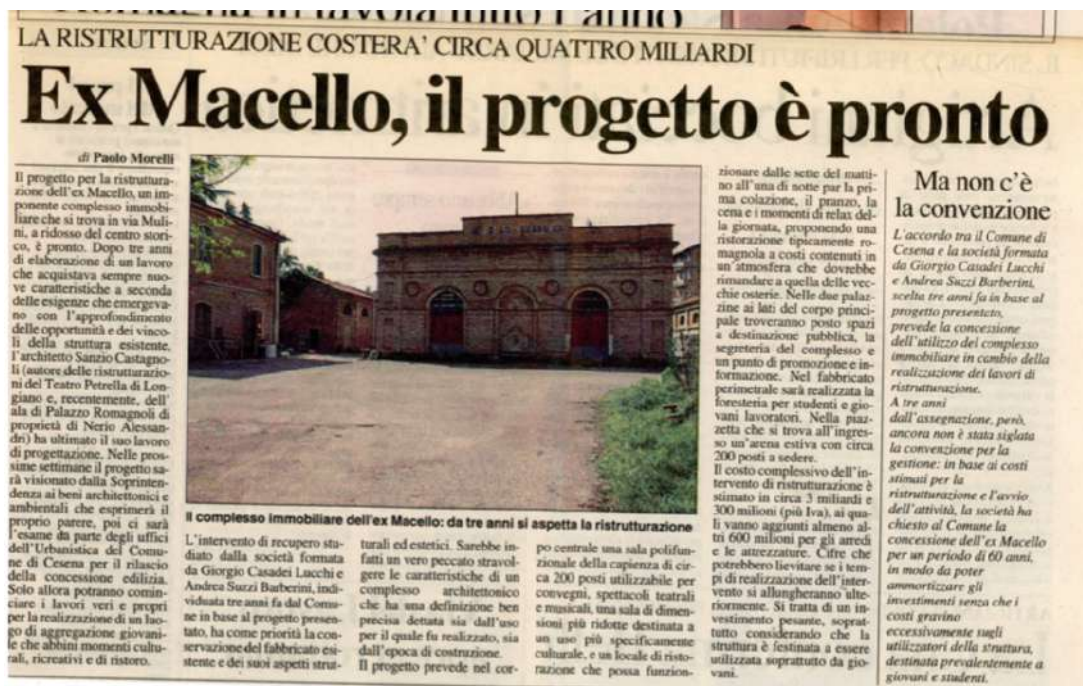 LA RISTRUTTURAZIONE COSTERA' CIRCA QUATTRO MILIARDI
Ex Macello, il progetto è pronto
di Paolo Morelli
Il progetto per la ristruttura-
zione dell'ex Macello, un im-
ponente complesso immobi-
liare che si trova in via Muli-
ni, a ridosso del centro stori-
co, è pronto. Dopo tre anni
di elaborazione di un lavoro
che acquistava sempre nuo-
ve caratteristiche a seconda
delle esigenze che emergeva-
no con l'approfondimento
delle opportunità e dei vinco-
li della struttura esistente,
l'architetto Sanzio Castagno-
li (autore delle ristrutturazio-
ni del Teatro Petrella di Lon-
giano e, recentemente, dell'
ala di Palazzo Romagnoli di
proprietà di Nerio Alessan-
dri) ha ultimato il suo lavoro
di progettazione. Nelle pros-
sime settimane il progetto sa-
rà visionato dalla Soprinten-
denza ai beni architettonici e
ambientali che esprimerà il
proprio parere, poi ci sarà
l'esame da parte degli uffici
dell'Urbanistica del Comu-
ne di Cesena per il rilascio
della concessione edilizia.
Solo allora potranno comin-
ciare i lavori veri e propri
per la realizzazione di un luo-
go di aggregazione giovani-
le che abbini momenti cultu-
rali, ricreativi e di ristoro.
Il complesso immobiliare dell'ex Macello: da tre anni si aspetta la ristrutturazione
L'intervento di recupero stu-
diato dalla società formata
da Giorgio Casadei Lucchi e
Andrea Suzzi Barberini, indi-
viduata tre anni fa dal Comu-
ne in base al progetto presen-
tato, ha come priorità la con-
servazione del fabbricato esi-
stente e dei suoi aspetti strut-
turali ed estetici. Sarebbe in-
fatti un vero peccato stravol-
gere le caratteristiche di un
complesso architettonico
che ha una definizione ben
precisa dettata sia dall'uso
per il quale fu realizzato, sia
dall'epoca di costruzione.
Il progetto prevede nel cor-
po centrale una sala polifun-
zionale della capienza di cir-
ca 200 posti utilizzabile per
convegni, spettacoli teatrali
e musicali, una sala di dimen-
sioni più ridotte destinata a
un uso più specificamente
culturale, e un locale di risto-
razione che possa funzion-
zionare dalle sette del matti-
no all'una di notte par la pri-
ma colazione, il pranzo, la
cena e i momenti di relax del-
la giornata, proponendo una
ristorazione tipicamente ro-
magnola a costi contenuti in
un'atmosfera che dovrebbe
rimandare a quella delle vec-
chie osterie. Nelle due palaz-
zine ai lati del corpo princi-
pale troveranno posto spazi
a destinazione pubblica, la
segreteria del complesso e
un punto di promozione e in-
formazione. Nel fabbricato
perimetrale sarà realizzata la
foresteria per studenti e gio-
vani lavoratori. Nella piaz-
zetta che si trova all'ingres-
so un'arena estiva con circa
200 posti a sedere.
Il costo complessivo dell'in-
tervento di ristrutturazione è
stimato in circa 3 miliardi e
300 milioni (più Iva), ai qua-
li vanno aggiunti almeno al-
tri 600 milioni per gli arredi
e le attrezzature. Cifre che
potrebbero lievitare se i tem-
pi di realizzazione dell'inter-
vento si allungheranno ulte-
riormente. Si tratta di un in-
vestimento pesante, soprat-
tutto considerando che la
struttura è festinata a essere
utilizzata soprattutto da gio-
vani.
Ma non c'è
la convenzione
L'accordo tra il Comune di
Cesena e la società formata
da Giorgio Casadei Lucchi
e Andrea Suzzi Barberini,
scelta tre anni fa in base al
progetto presentato,
prevede la concessione
dell'utilizzo del complesso
immobiliare in cambio della
realizzazione dei lavori di
ristrutturazione.
A tre anni
dall'assegnazione, però,
ancora non è stata siglata
la convenzione per la
gestione: in base ai costi
stimati per la
ristrutturazione e l'avvio
dell'attività, la società ha
chiesto al Comune la
concessione dell'ex Macello
per un periodo di 60 anni,
in modo da poter
ammortizzare gli
investimenti senza che i
costi gravino
eccessivamente sugli
utilizzatori della struttura,
destinata prevalentemente a
giovani e studenti.